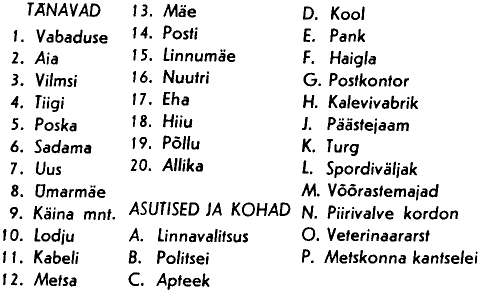 TÄNAVAD
1. Vabaduse
2. Aia
3. Vilmsi
4. Tiigi
5. Poska
6. Sadama
7. Uus
8. Ümarmäe
9. Käina mnt.
10. Lodju
11. Kabeli
12. Metsa
13. Mäe
14. Posti
15. Linnumäe
16. Nuutri
17. Eha
18. Hiiu
19. Põllu
20. Allika
ASUTISED JA KOHAD
A. Linnavalitsus
B. Politsei
C. Apteek
D. Kool
E. Pank
F. Haigla
G. Postkontor
H. Kalevivabrik
J. Päästejaam
K. Turg
L. Spordiväljak
M. Võõrastemajad
N. Piirivalve kordon
O. Veterinaararst
P. Metskonna kantselei